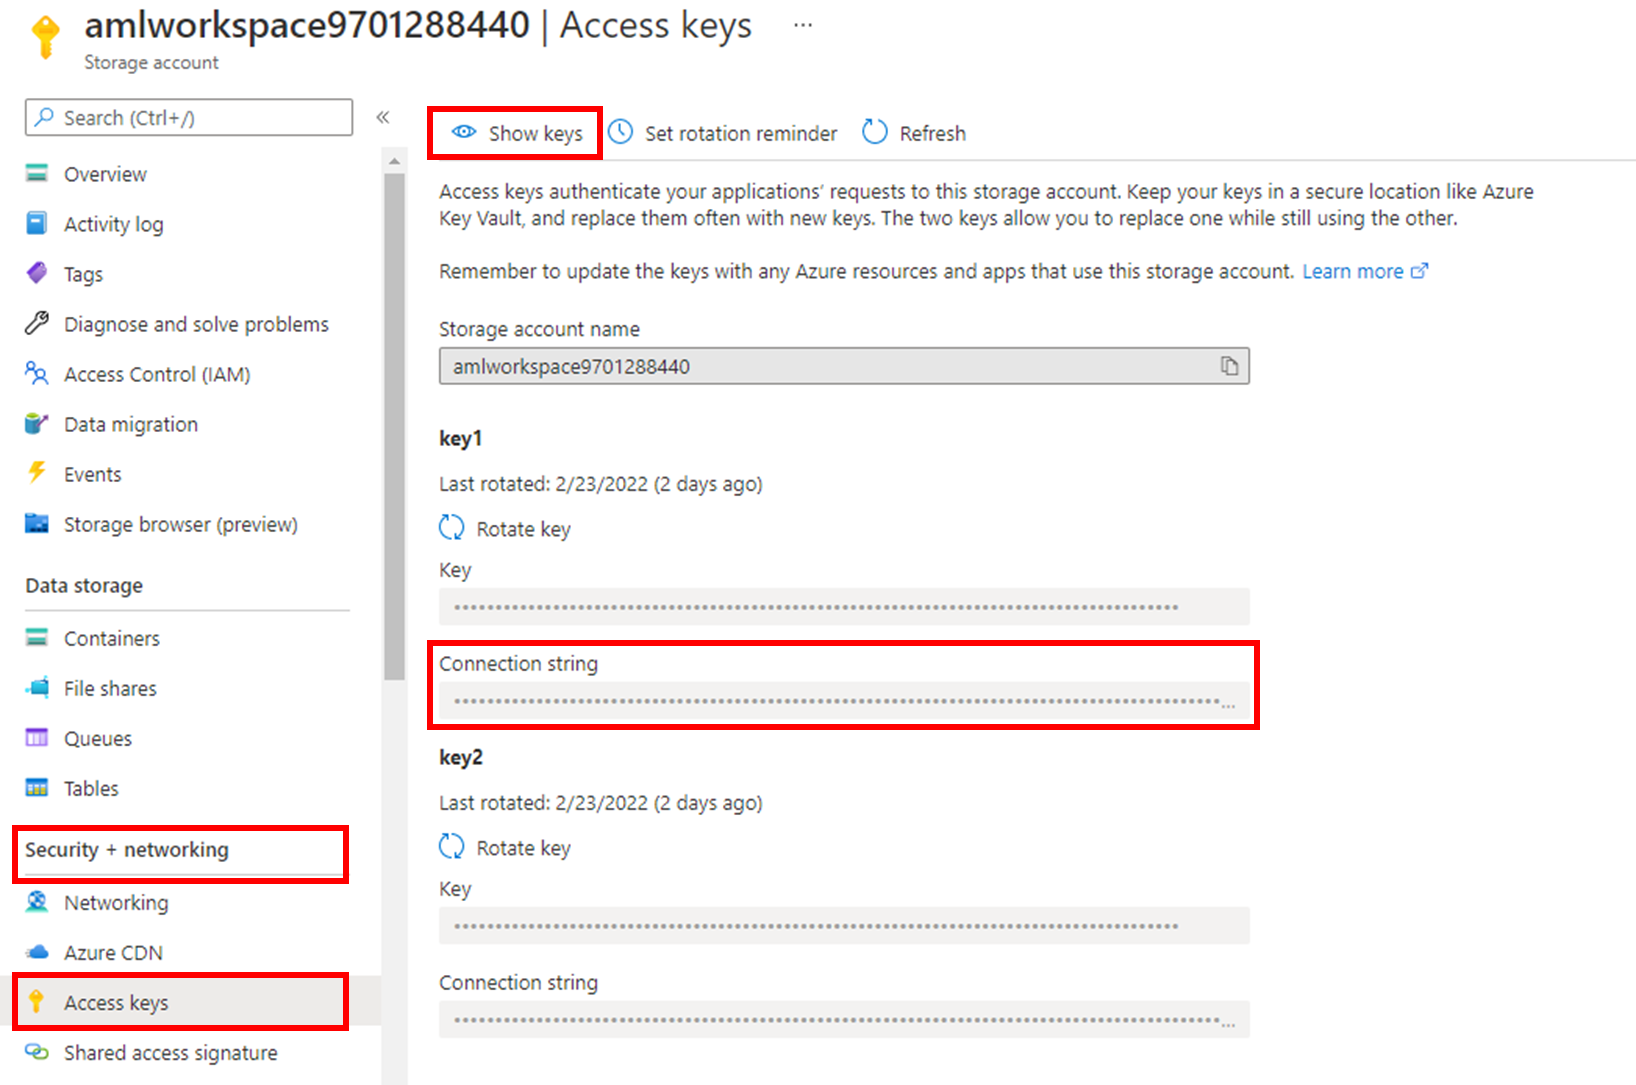 amlworkspace9701288440 | Access keys ...
Storage account
Search (Ctrl+/)
«
Overview
Activity log
Tags
Diagnose and solve problems
Access Control (IAM)
Data migration
Events
Storage browser (preview)
Data storage
Containers
File shares
Queues
Tables
Security + networking
Networking
Azure CDN
Access keys
Shared access signature
Show keys
Set rotation reminder
Refresh
Access keys authenticate your applications’ requests to this storage account. Keep your keys in a secure location like Azure
Key Vault, and replace them often with new keys. The two keys allow you to replace one while still using the other.
Remember to update the keys with any Azure resources and apps that use this storage account. Learn more
Storage account name
amlworkspace9701288440
key1
Last rotated: 2/23/2022 (2 days ago)
Rotate key
Key
Connection string
key2
Last rotated: 2/23/2022 (2 days ago)
Rotate key
Key
Connection string